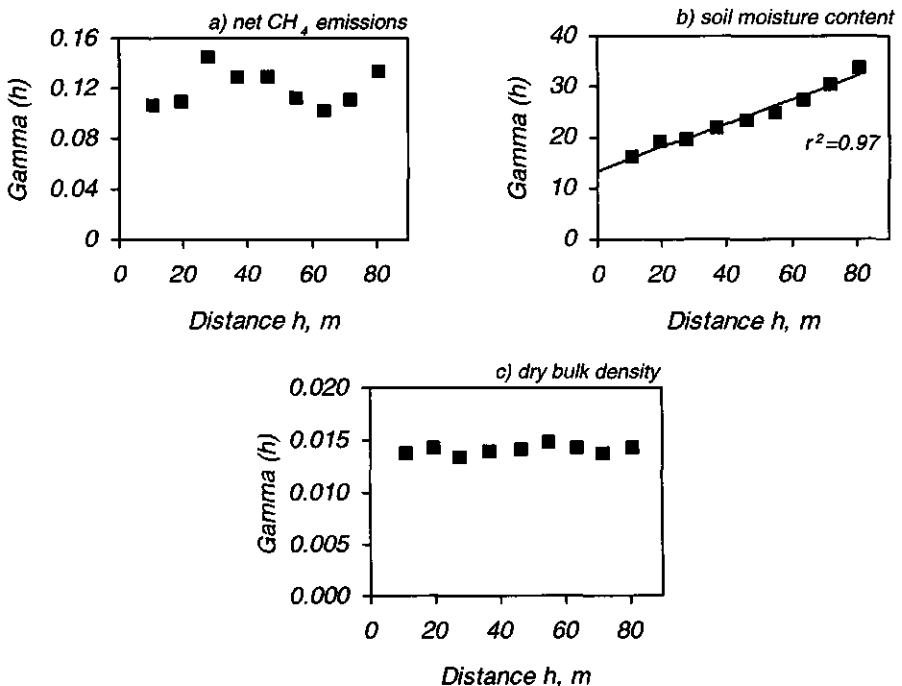 a) net CH4 emissions
0.16
0.12
0.08
0.04
0
Gamma (h)
0 20 40 60 80
Distance h, m
b) soil moisture content
40
30
20
10
0
Gamma (h)
r²=0.97
0 20 40 60 80
Distance h, m
c) dry bulk density
0.020
0.015
0.010
0.005
0.000
Gamma (h)
0 20 40 60 80
Distance h, m